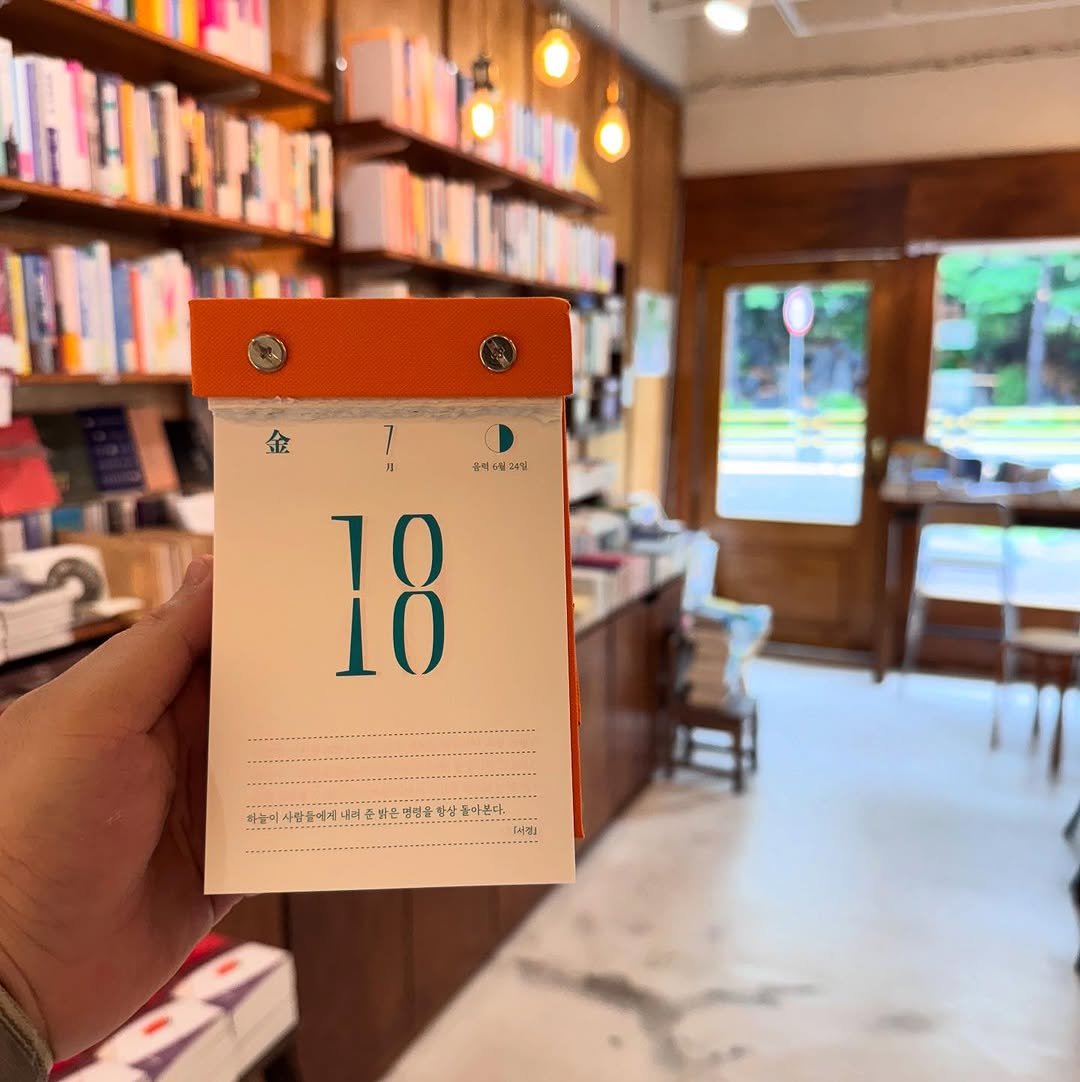 金 7 月
음력 6월 24일
18
하늘이 사람들에게 내려 준 밝은 명령을 항상 돌아본다.
『서경』